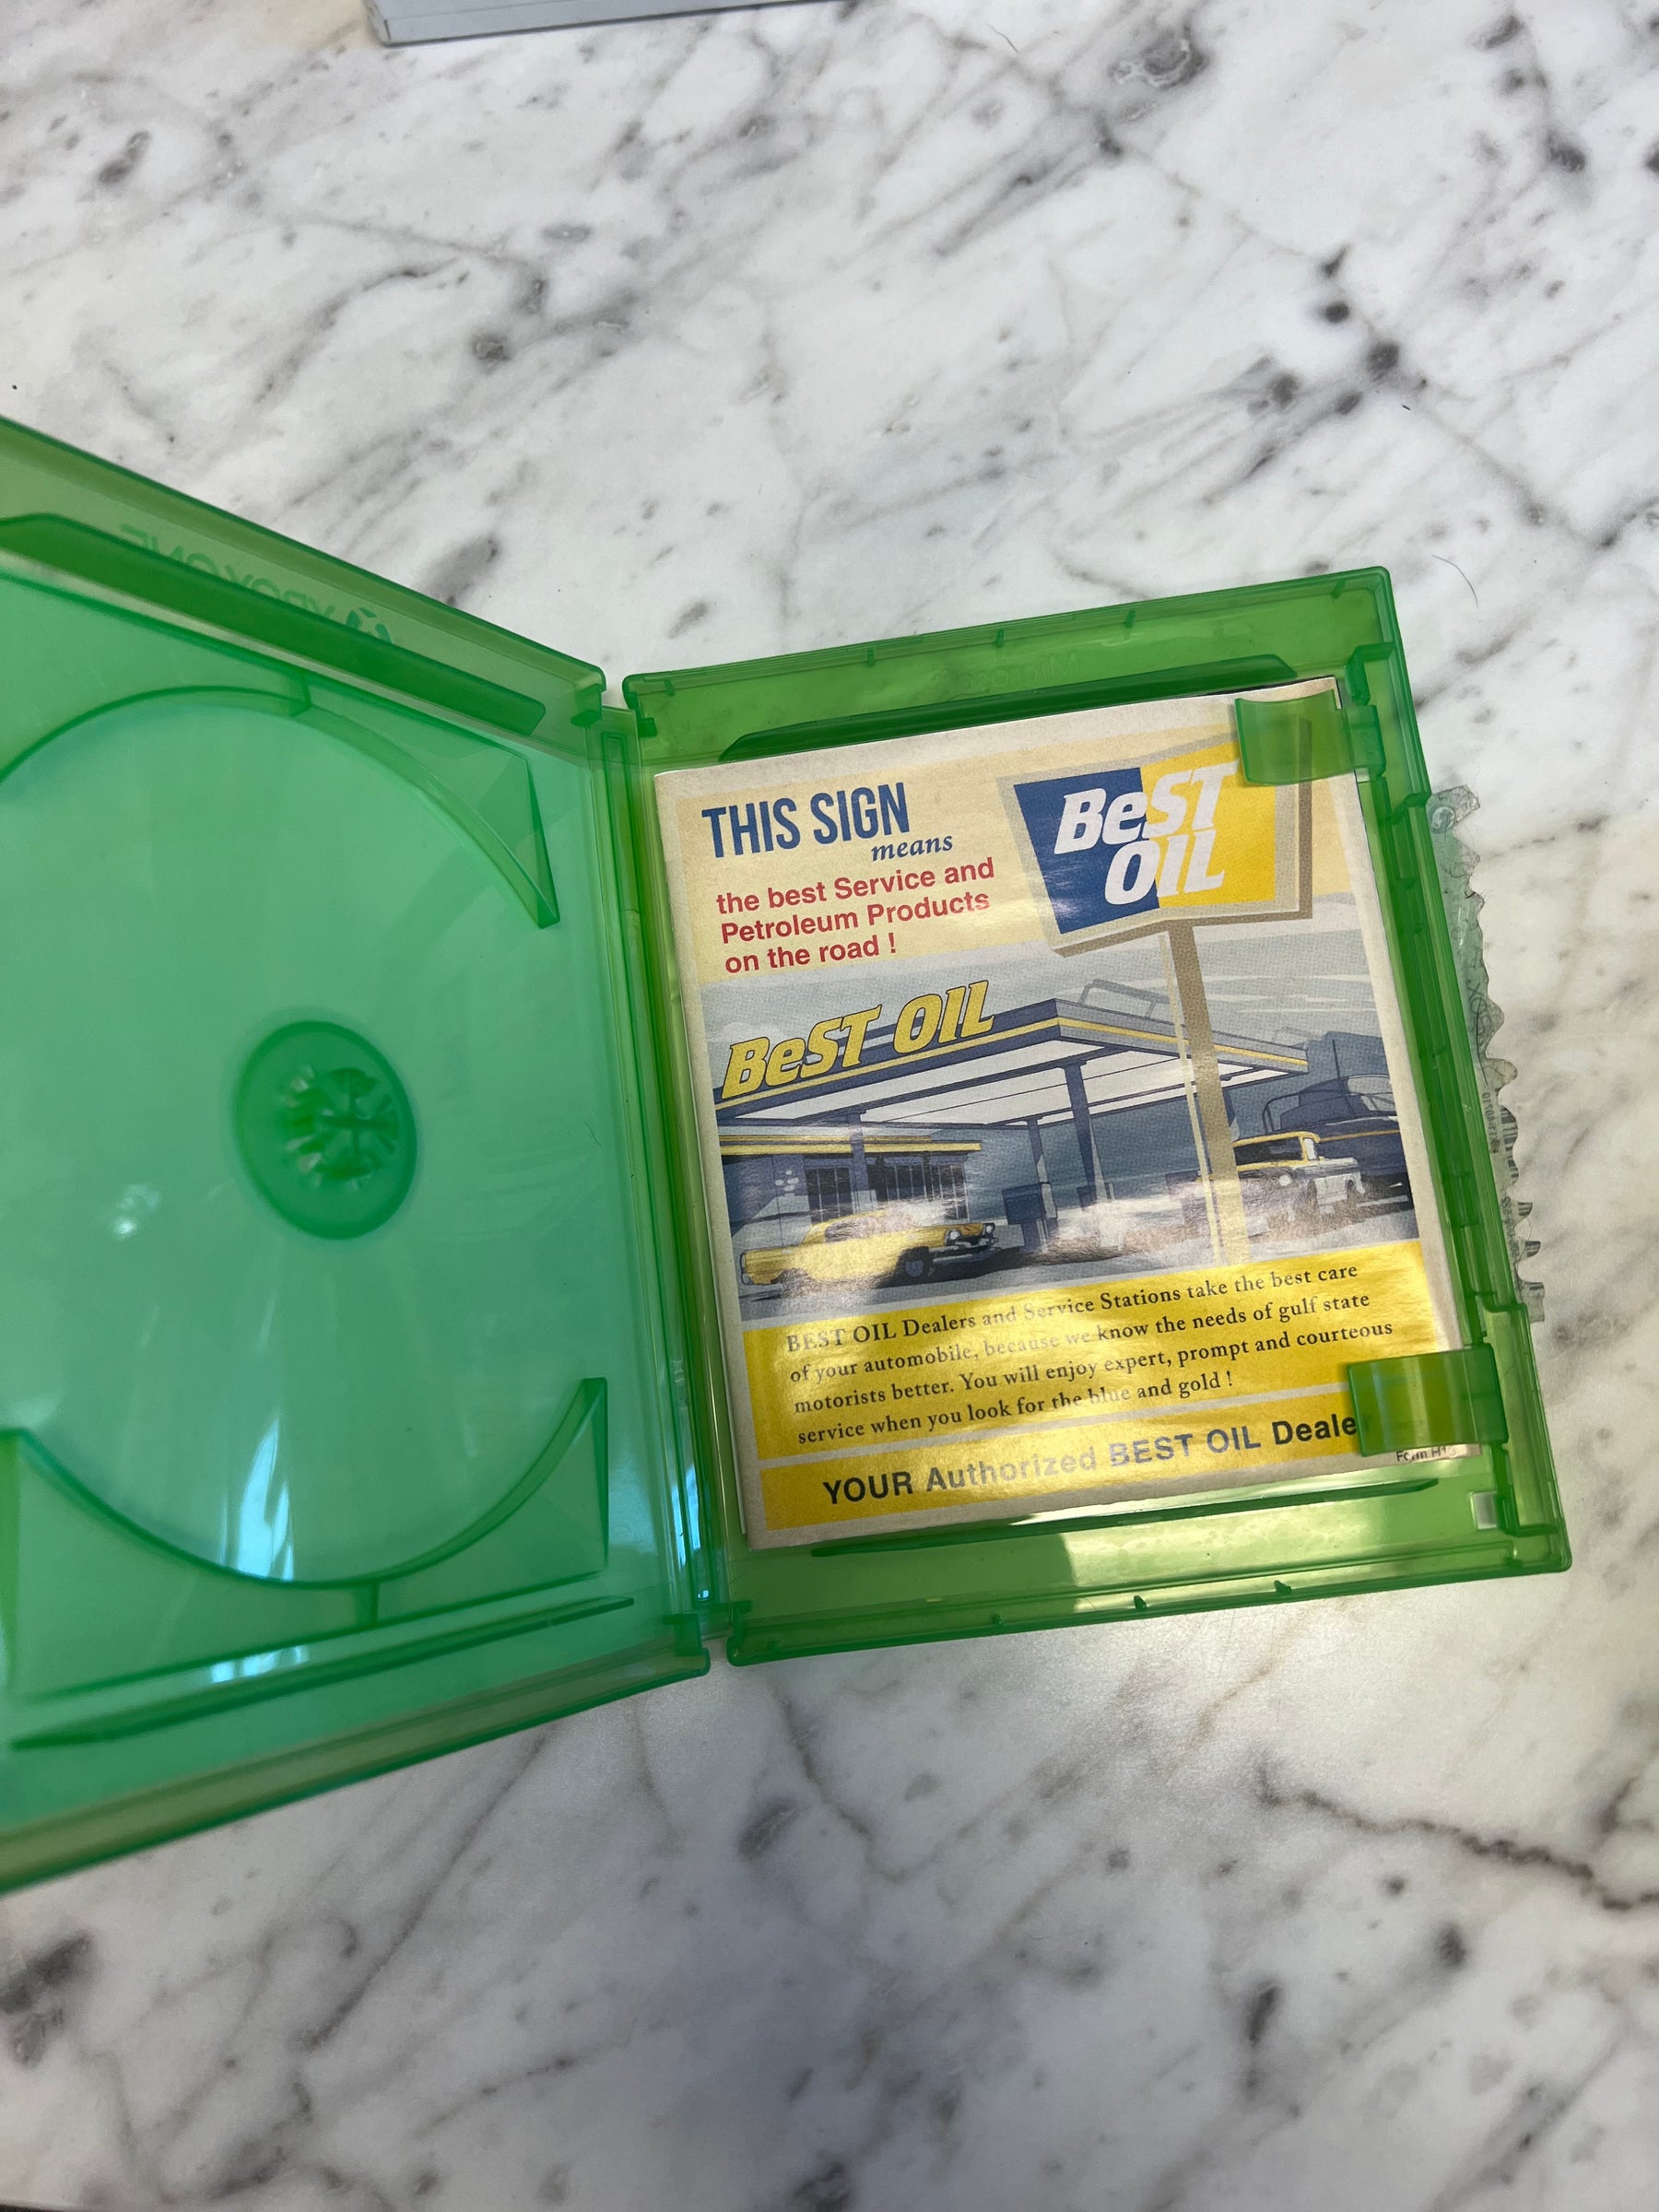 XBOX ONE
Microsoft
THIS SIGN
means
the best Service and
Petroleum Products
on the road !
BeST
OIL
BeST OIL
BEST OIL Dealers and Service Stations take the best care
of your automobile, because we know the needs of gulf state
motorists better. You will enjoy expert, prompt and courteous
service when you look for the blue and gold !
YOUR Authorized BEST OIL Deale